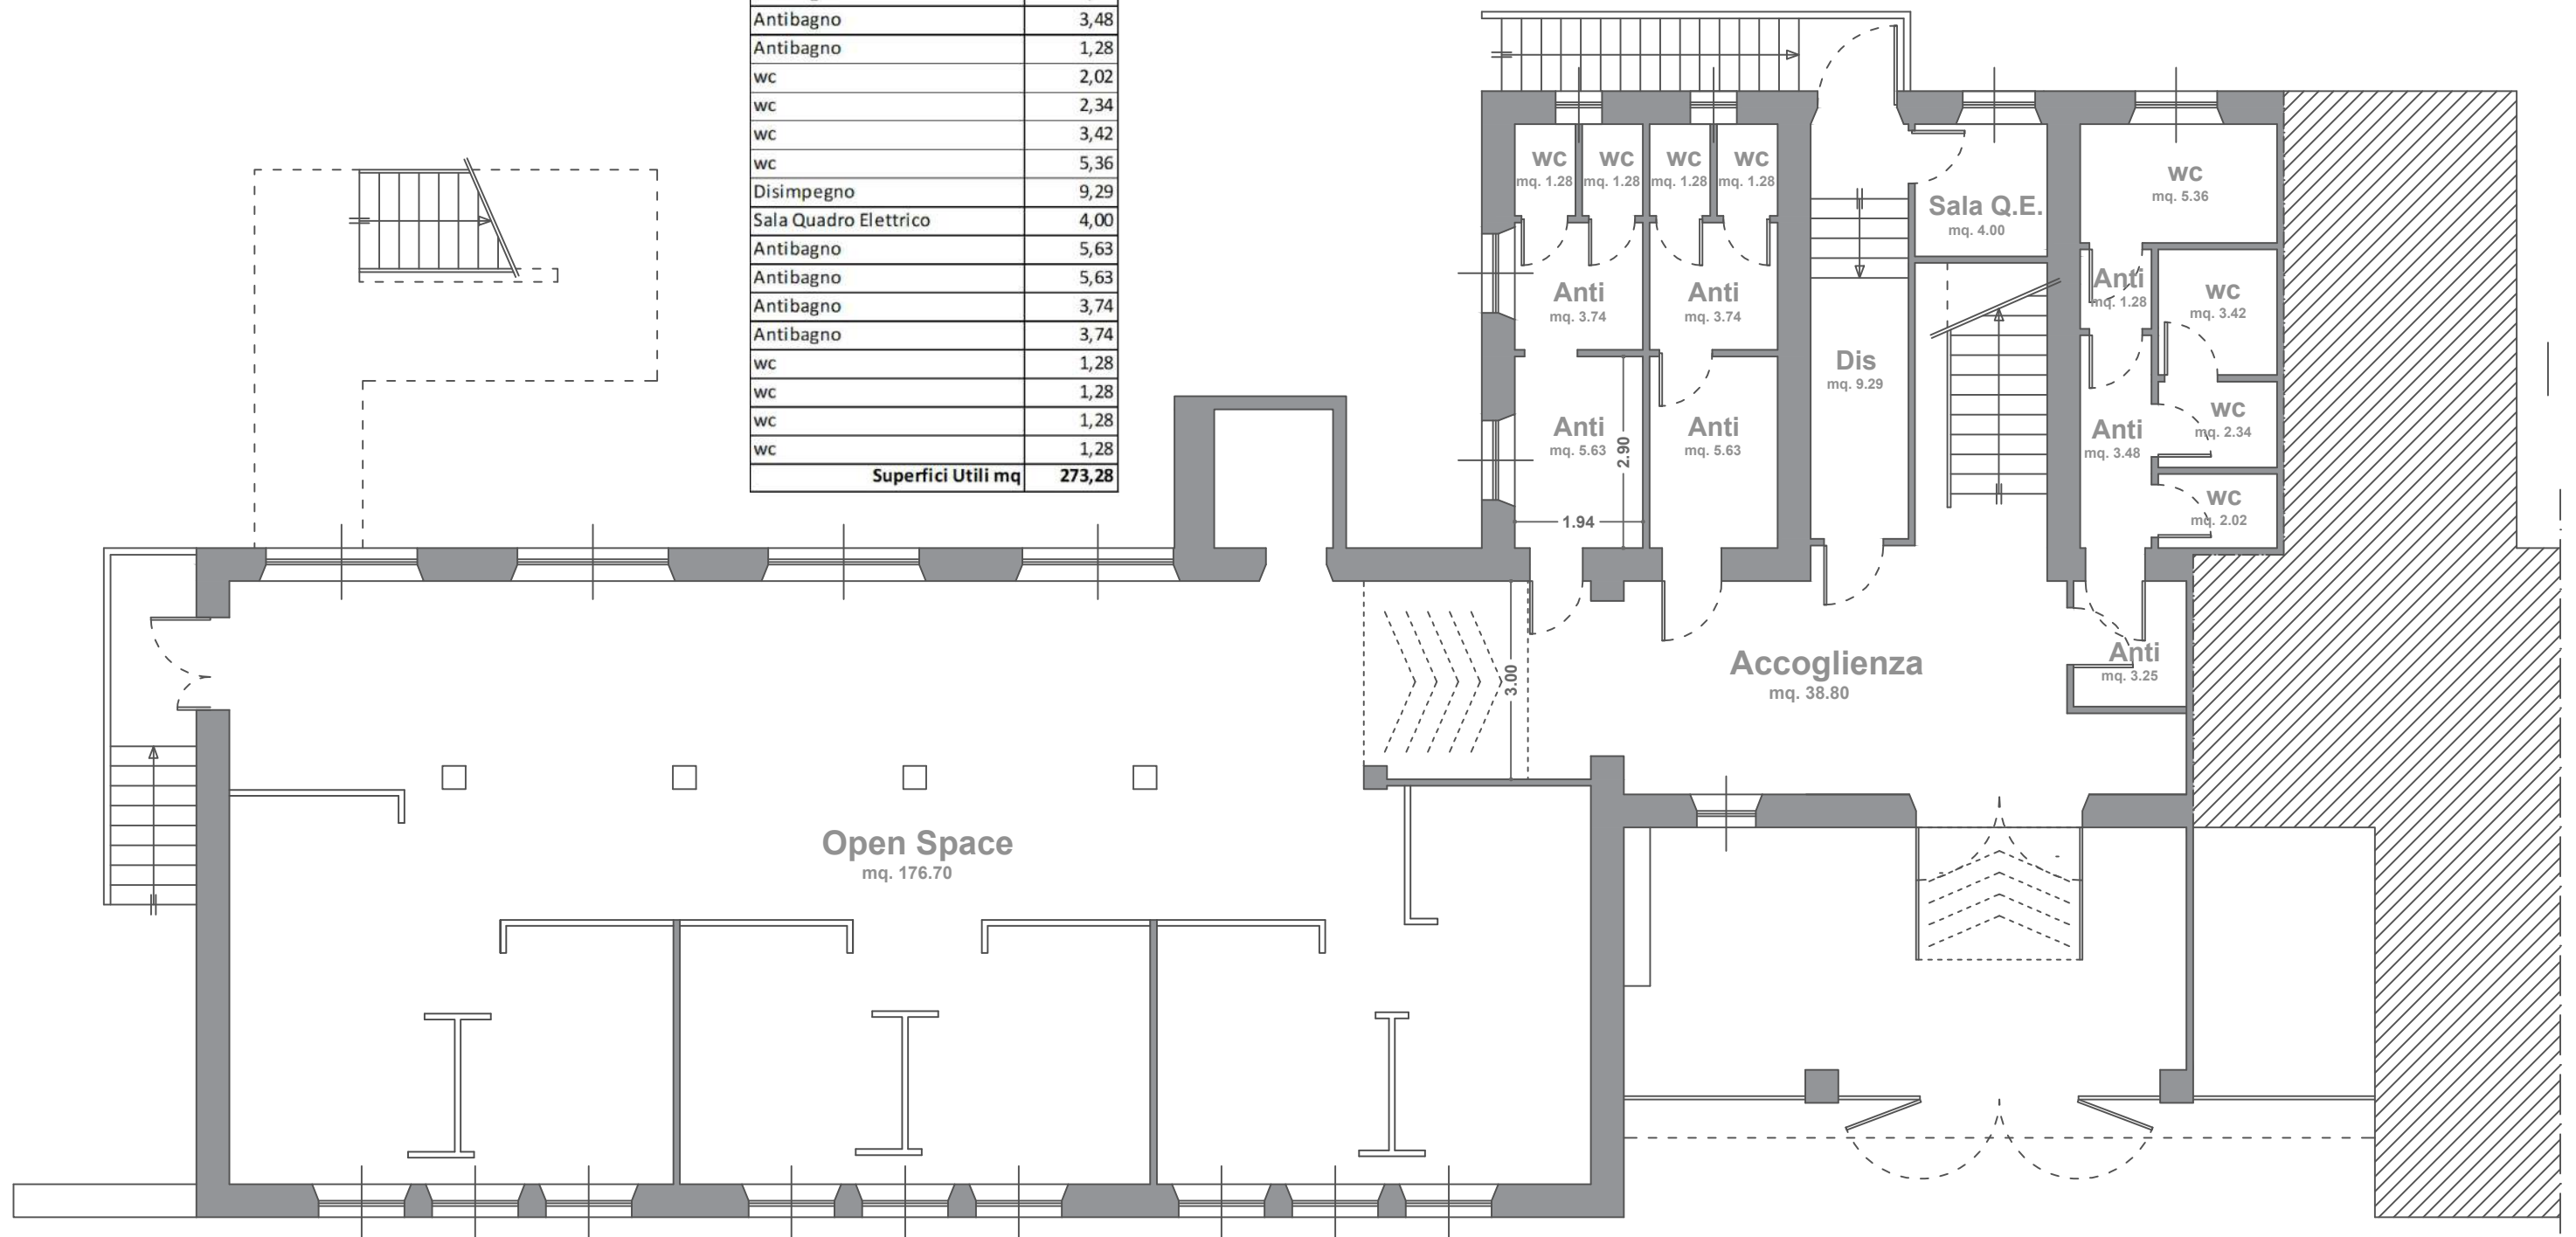 Antibagno 3,48
Antibagno 1,28
wc 2,02
wc 2,34
wc 3,42
wc 5,36
Disimpegno 9,29
Sala Quadro Elettrico 4,00
Antibagno 5,63
Antibagno 5,63
Antibagno 3,74
Antibagno 3,74
wc 1,28
wc 1,28
wc 1,28
wc 1,28
Superfici Utili mq 273,28
wc
mq. 1.28
wc
mq. 1.28
wc
mq. 1.28
wc
mq. 1.28
Sala Q.E.
mq. 4.00
wc
mq. 5.36
Anti
mq. 3.74
Anti
mq. 3.74
Anti
mq. 1.28
wc
mq. 3.42
Dis
mq. 9.29
Anti
mq. 5.63
2.90
1.94
Anti
mq. 5.63
Anti
mq. 3.48
wc
mq. 2.34
wc
mq. 2.02
3.00
Accoglienza
mq. 38.80
Anti
mq. 3.25
Open Space
mq. 176.70